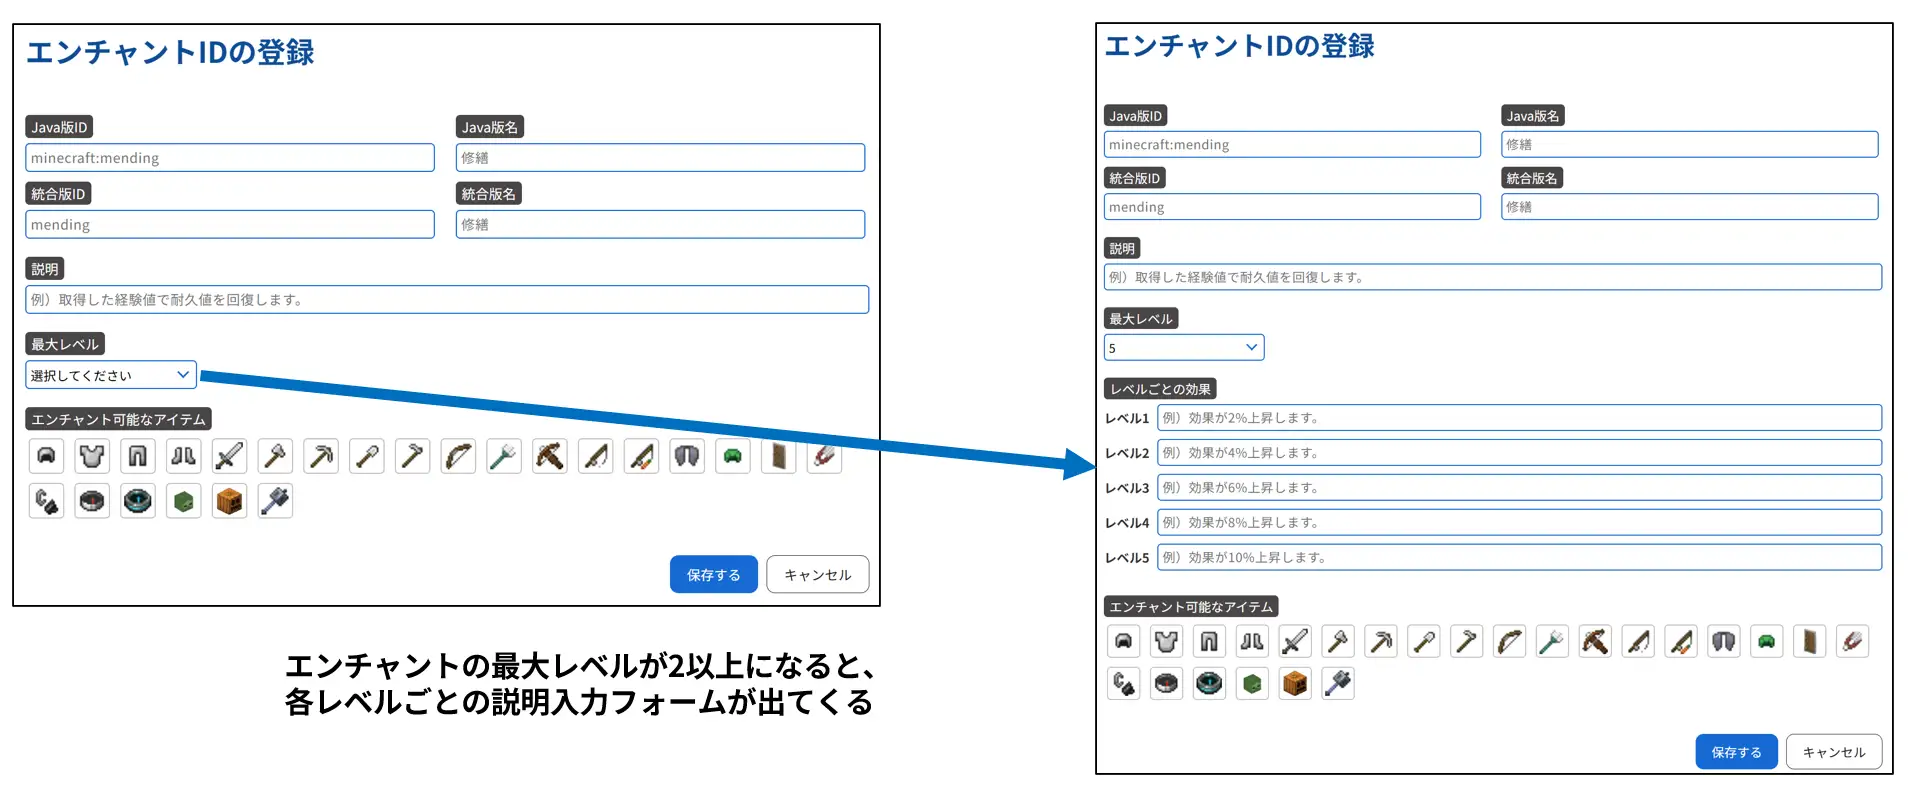 エンチャントIDの登録
Java版ID
Java版名
minecraft:mending
修繕
統合版ID
統合版名
mending
修繕
説明
例）取得した経験値で耐久値を回復します。
最大レベル
選択してください
エンチャント可能なアイテム
保存する
キャンセル
エンチャントの最大レベルが2以上になると、
各レベルごとの説明入力フォームが出てくる
エンチャントIDの登録
Java版ID
Java版名
minecraft:mending
修繕
統合版ID
統合版名
mending
修繕
説明
例）取得した経験値で耐久値を回復します。
最大レベル
5
レベルごとの効果
レベル1 例）効果が2%上昇します。
レベル2 例）効果が4%上昇します。
レベル3 例）効果が6%上昇します。
レベル4 例）効果が8%上昇します。
レベル5 例）効果が10%上昇します。
エンチャント可能なアイテム
保存する
キャンセル